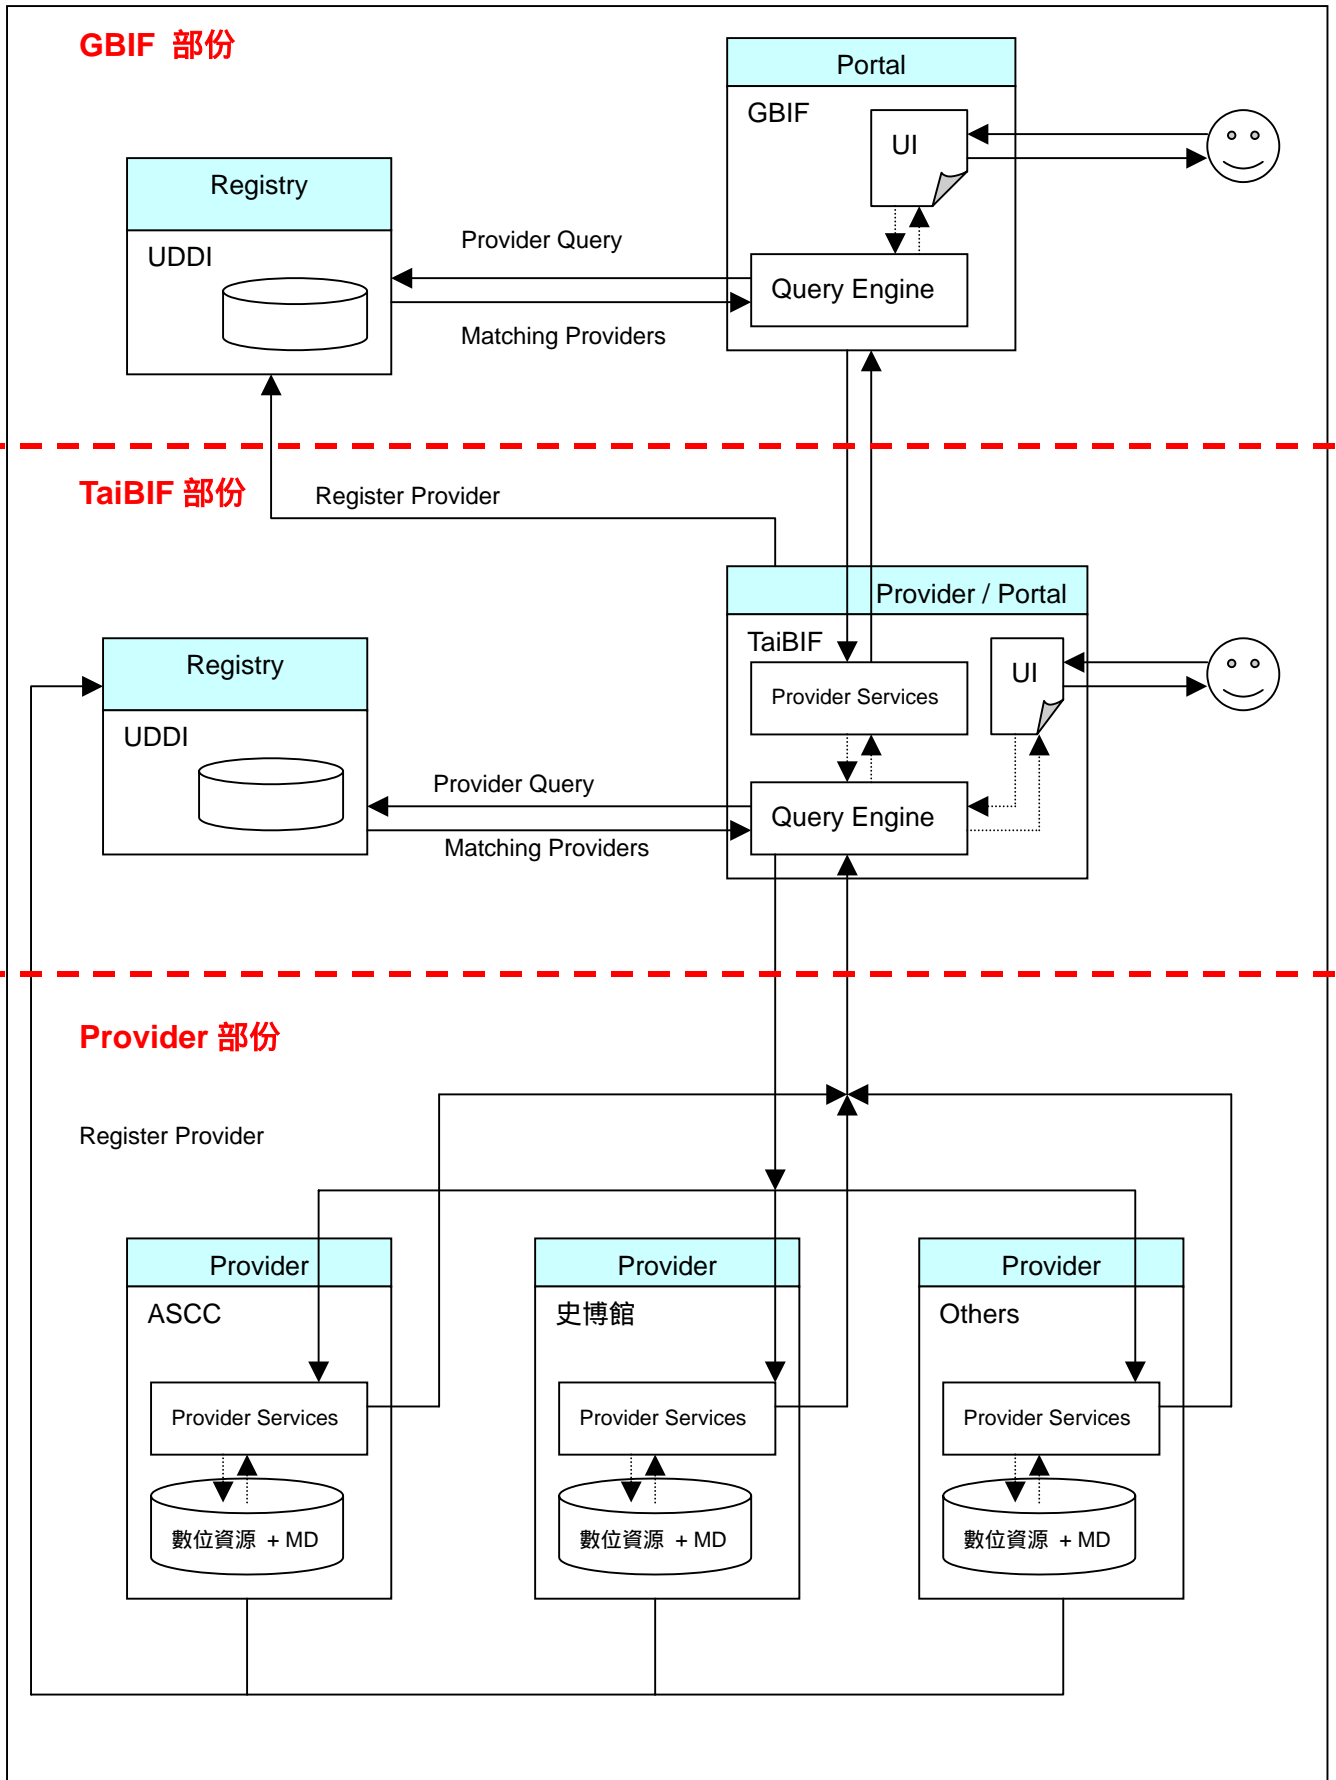 GBIF 部份
Portal
GBIF
UI
Registry
UDDI
Provider Query
Query Engine
Matching Providers
TaiBIF 部份
Register Provider
Provider / Portal
TaiBIF
Registry
UI
Provider Services
UDDI
Provider Query
Query Engine
Matching Providers
Provider 部份
Register Provider
Provider
Provider
Provider
ASCC
史博館
Others
Provider Services
Provider Services
Provider Services
數位資源 + MD
數位資源 + MD
數位資源 + MD